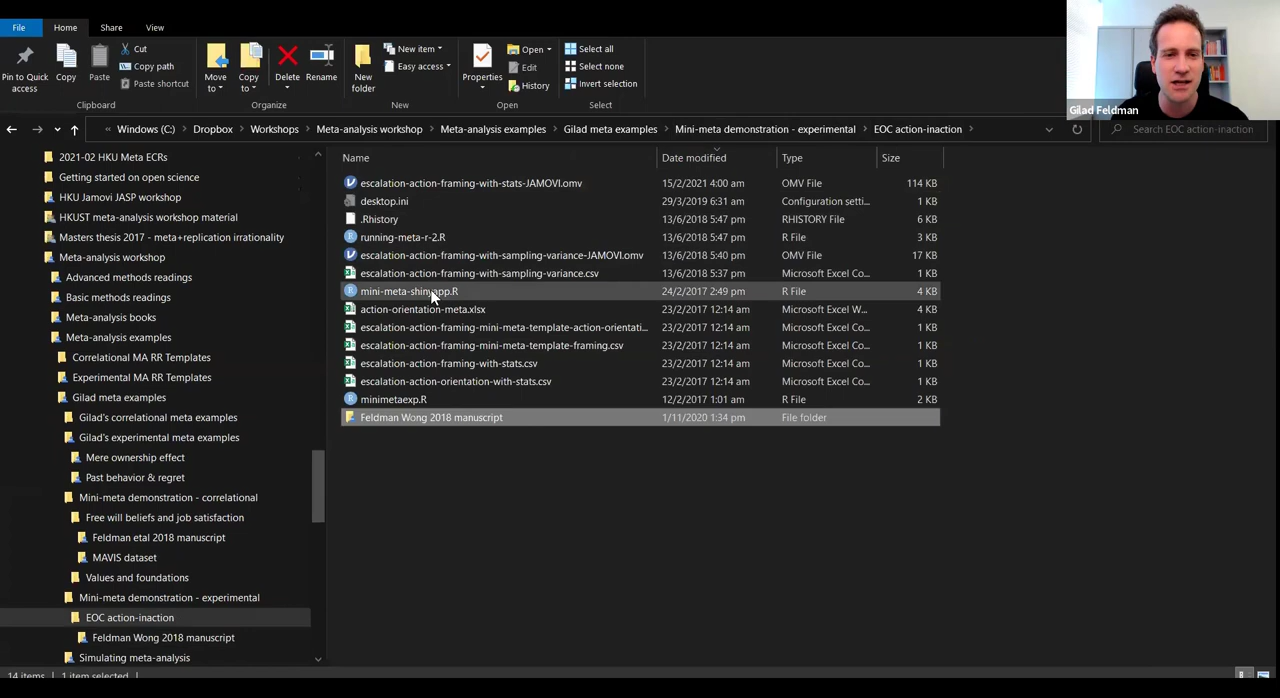 File Home Share View
Pin to Quick access
Copy
Paste
Cut
Copy path
Paste shortcut
Clipboard
Move to
Copy to
Delete
Rename
Organize
New folder
New item
Easy access
New
Properties
Open
Edit
History
Open
Select all
Select none
Invert selection
Select
Gilad Feldman
« Windows (C:) > Dropbox > Workshops > Meta-analysis workshop > Meta-analysis examples > Gilad meta examples > Mini-meta demonstration - experimental > EOC action-inaction >
Search EOC action-inaction
2021-02 HKU Meta ECRs
Getting started on open science
HKU Jamovi JASP workshop
HKUST meta-analysis workshop material
Masters thesis 2017 - meta+replication irrationality
Meta-analysis workshop
Advanced methods readings
Basic methods readings
Meta-analysis books
Meta-analysis examples
Correlational MA RR Templates
Experimental MA RR Templates
Gilad meta examples
Gilad's correlational meta examples
Gilad's experimental meta examples
Mere ownership effect
Past behavior & regret
Mini-meta demonstration - correlational
Free will beliefs and job satisfaction
Feldman etal 2018 manuscript
MAVIS dataset
Values and foundations
Mini-meta demonstration - experimental
EOC action-inaction
Feldman Wong 2018 manuscript
Simulating meta-analysis
Name Date modified Type Size
escalation-action-framing-with-stats-JAMOVI.omv 15/2/2021 4:00 am OMV File 114 KB
desktop.ini 29/3/2019 6:31 am Configuration setti... 1 KB
.Rhistory 13/6/2018 5:47 pm RHISTORY File 6 KB
running-meta-r-2.R 13/6/2018 5:47 pm R File 3 KB
escalation-action-framing-with-sampling-variance-JAMOVI.omv 13/6/2018 5:40 pm OMV File 17 KB
escalation-action-framing-with-sampling-variance.csv 13/6/2018 5:37 pm Microsoft Excel Co... 1 KB
mini-meta-shinyapp.R 24/2/2017 2:49 pm R File 4 KB
action-orientation-meta.xlsx 23/2/2017 12:14 am Microsoft Excel W... 4 KB
escalation-action-framing-mini-meta-template-action-orientati... 23/2/2017 12:14 am Microsoft Excel Co... 1 KB
escalation-action-framing-mini-meta-template-framing.csv 23/2/2017 12:14 am Microsoft Excel Co... 1 KB
escalation-action-framing-with-stats.csv 23/2/2017 12:14 am Microsoft Excel Co... 1 KB
escalation-action-orientation-with-stats.csv 23/2/2017 12:14 am Microsoft Excel Co... 1 KB
minimetaexp.R 12/2/2017 1:01 am R File 2 KB
Feldman Wong 2018 manuscript 1/11/2020 1:34 pm File folder
14 items 1 item selected